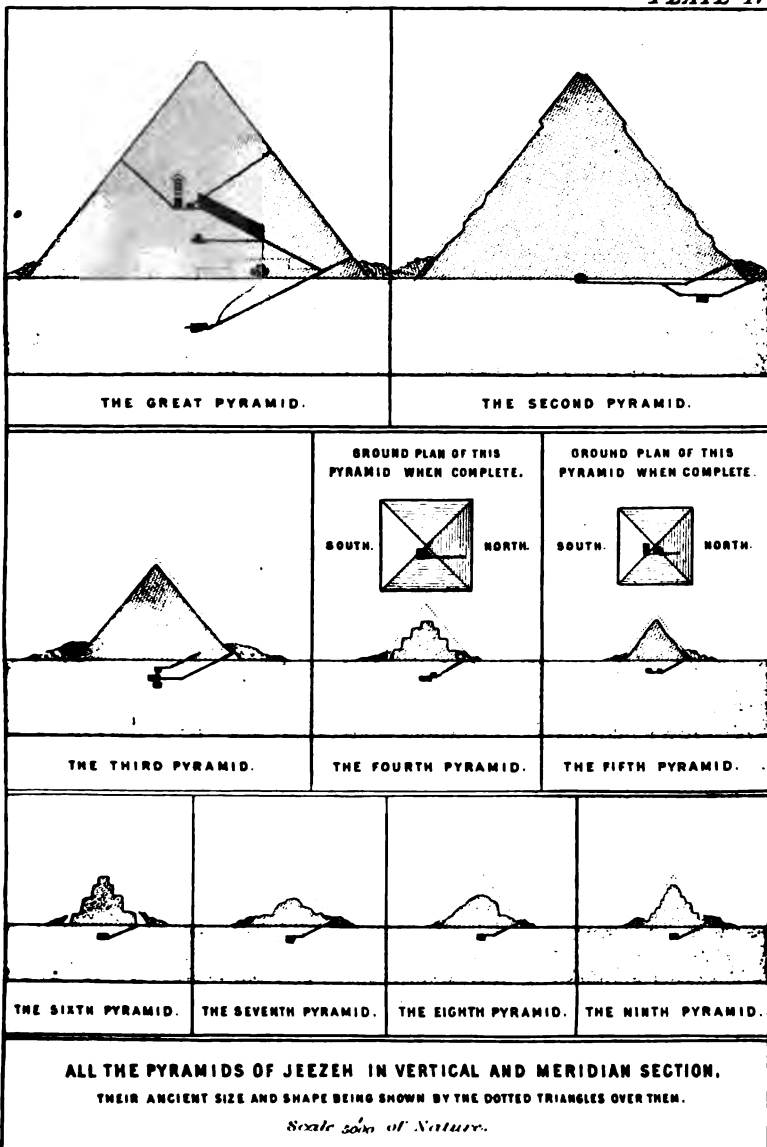 THE GREAT PYRAMID.
THE SECOND PYRAMID.
GROUND PLAN OF THIS
PYRAMID WHEN COMPLETE.
SOUTH.
NORTH.
GROUND PLAN OF THIS
PYRAMID WHEN COMPLETE.
SOUTH.
NORTH.
THE THIRD PYRAMID.
THE FOURTH PYRAMID.
THE FIFTH PYRAMID.
THE SIXTH PYRAMID.
THE SEVENTH PYRAMID.
THE EIGHTH PYRAMID.
THE NINTH PYRAMID.
ALL THE PYRAMIDS OF JEEZEH IN VERTICAL AND MERIDIAN SECTION,
THEIR ANCIENT SIZE AND SHAPE BEING SHOWN BY THE DOTTED TRIANGLES OVER THEM.
Scale of Nature.